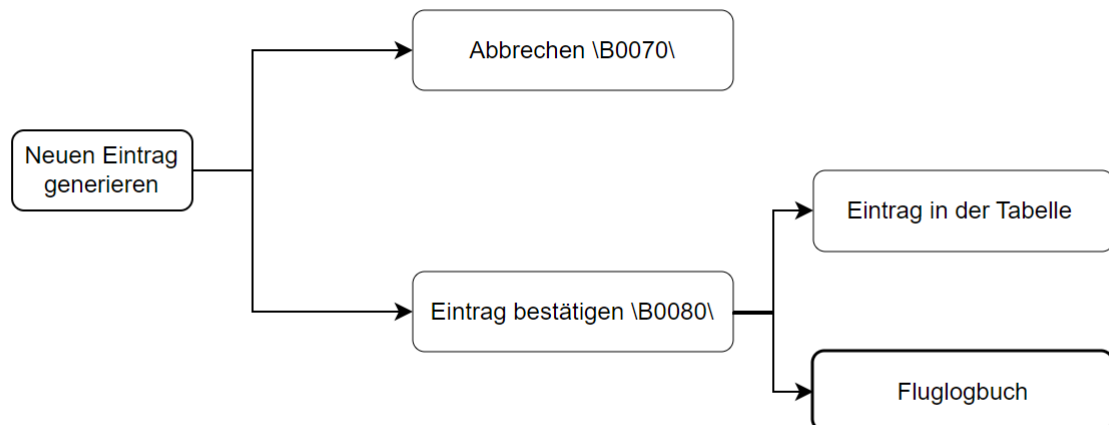 Abbrechen \B0070\
Neuen Eintrag
generieren
Eintrag in der Tabelle
Eintrag bestätigen \B0080\
Fluglogbuch